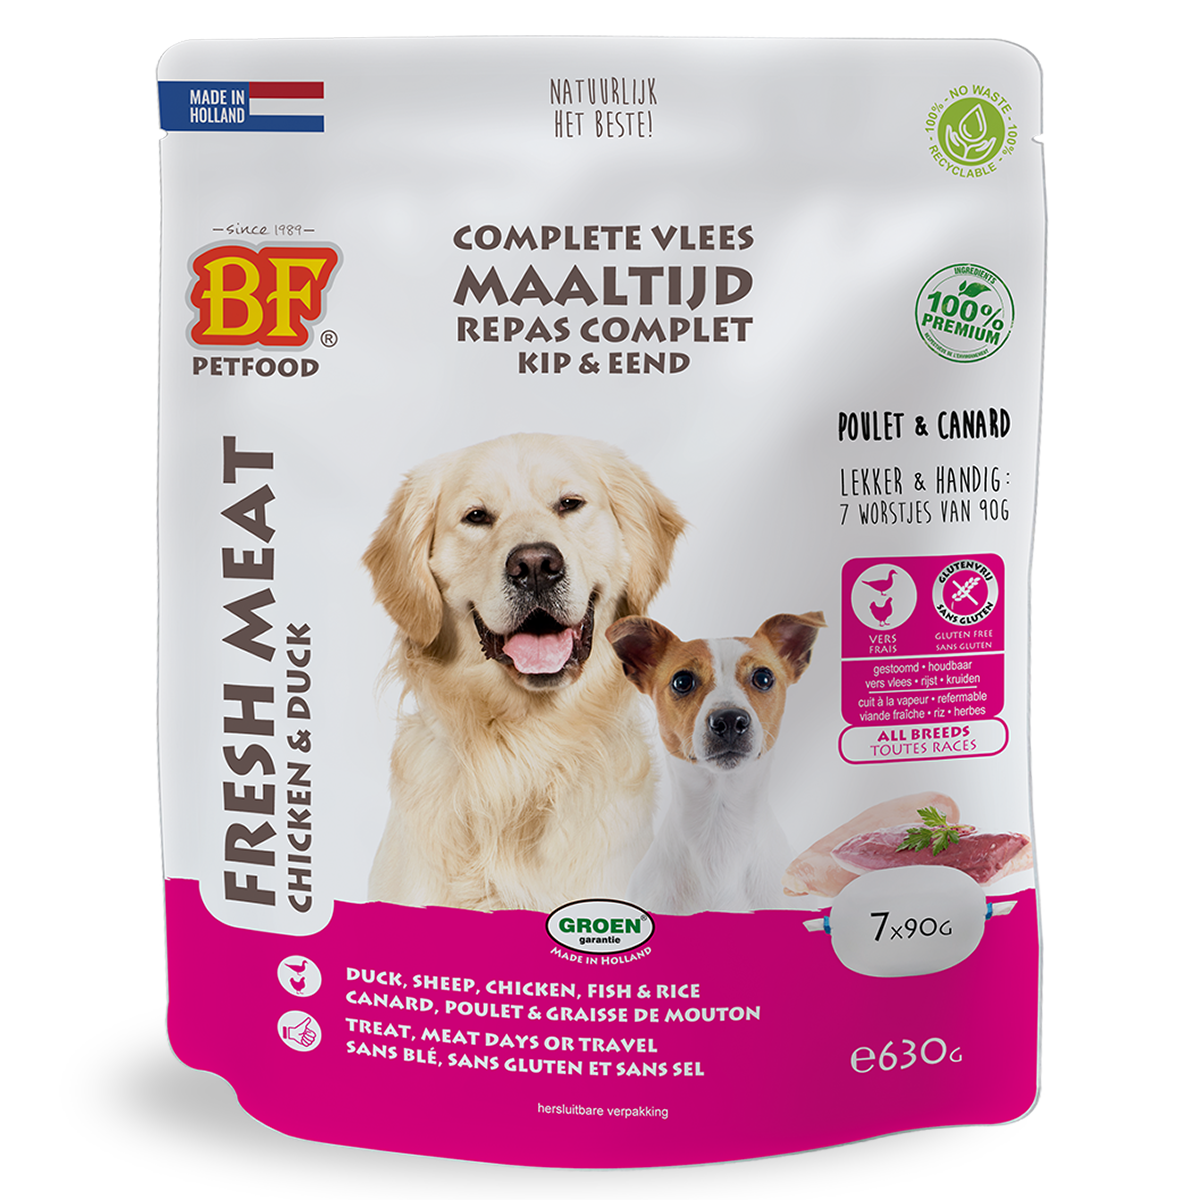 MADE IN
HOLLAND
NATUURLIJK
HET BESTE!
100% - NO WASTE - 100%
RECYCLABLE
since 1989
BF®
PETFOOD
COMPLETE VLEES
MAALTIJD
REPAS COMPLET
KIP & EEND
INGREDIENTS
100%
PREMIUM
POULET & CANARD
LEKKER & HANDIG:
7 WORSTJES VAN 90G
FRESH MEAT
CHICKEN & DUCK
VERS
FRAIS
GLUTENVRIJ
SANS GLUTEN
GLUTEN FREE
SANS GLUTEN
gestoomd • houdbaar
vers vlees • rijst • kruiden
cuit à la vapeur • refermable
viande fraîche • riz • herbes
ALL BREEDS
TOUTES RACES
7x90G
GROEN®
garantie
MADE IN HOLLAND
DUCK, SHEEP, CHICKEN, FISH & RICE
CANARD, POULET & GRAISSE DE MOUTON
TREAT, MEAT DAYS OR TRAVEL
SANS BLÉ, SANS GLUTEN ET SANS SEL
e630G
hersluitbare verpakking